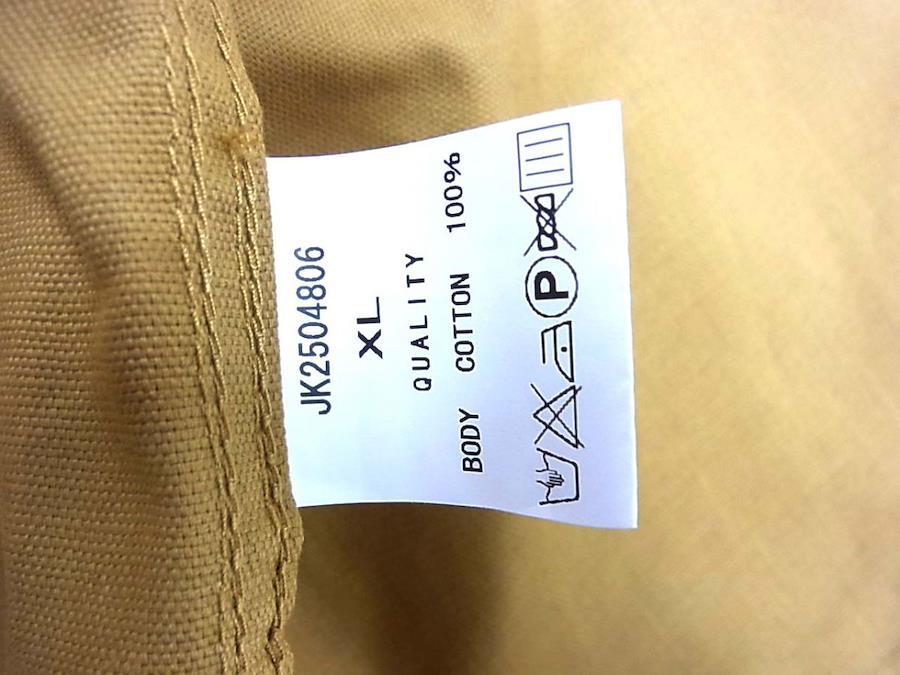 JK2504806
XL
QUALITY
BODY COTTON 100%
P